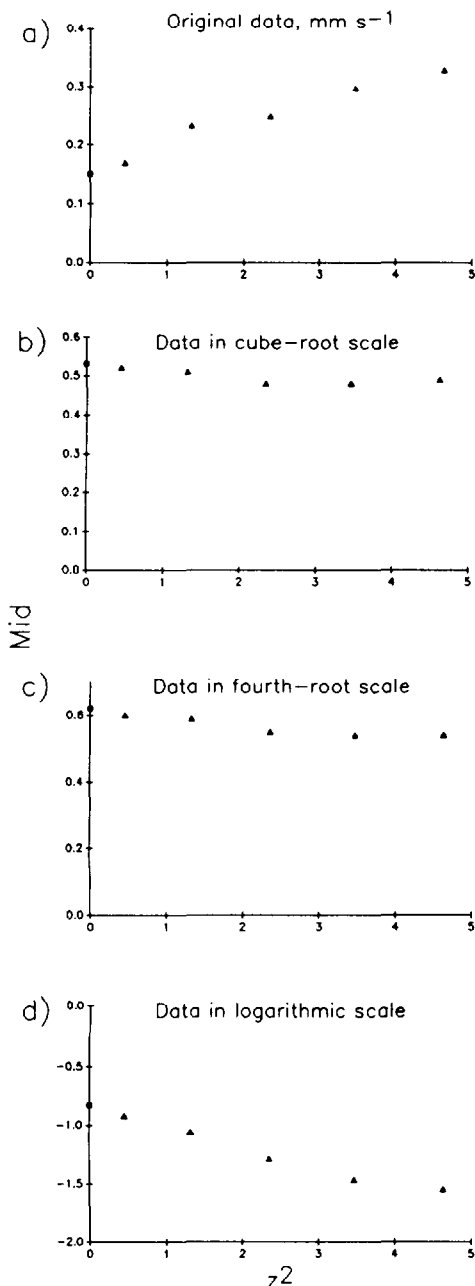 a) Original data, mm s−1
0.4
0.3
0.2
0.1
0.0
0 1 2 3 4 5
b) Data in cube−root scale
0.6
0.5
0.4
0.3
0.2
0.1
0.0
0 1 2 3 4 5
Mid
c) Data in fourth−root scale
0.6
0.4
0.2
0.0
0 1 2 3 4 5
d) Data in logarithmic scale
0.0
−0.5
−1.0
−1.5
−2.0
0 1 2 3 4 5
z2